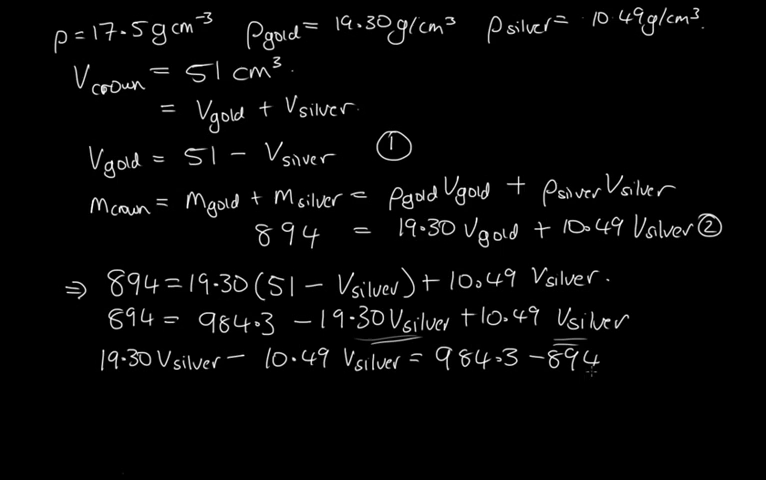 ρ = 17.5 g cm⁻³ ρgold = 19.30 g/cm³ ρsilver = 10.49 g/cm³.
Vcrown = 51 cm³.
= Vgold + Vsilver.
Vgold = 51 − Vsilver ①
mcrown = mgold + msilver = ρgold Vgold + ρsilver Vsilver
894 = 19.30 Vgold + 10.49 Vsilver ②
⇒ 894 = 19.30 (51 − Vsilver) + 10.49 Vsilver.
894 = 984.3 − 19.30 Vsilver + 10.49 Vsilver
19.30 Vsilver − 10.49 Vsilver = 984.3 − 894